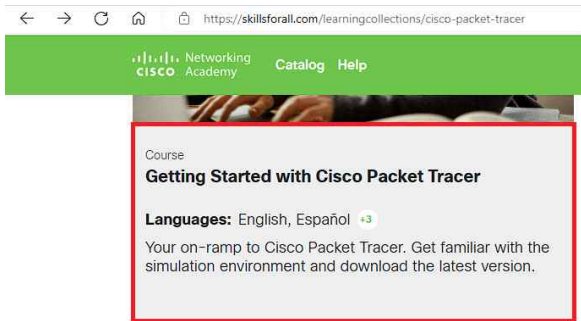 https://skillsforall.com/learningcollections/cisco-packet-tracer
Networking
CISCO Academy
Catalog Help
Course
Getting Started with Cisco Packet Tracer
Languages: English, Español +3
Your on-ramp to Cisco Packet Tracer. Get familiar with the
simulation environment and download the latest version.